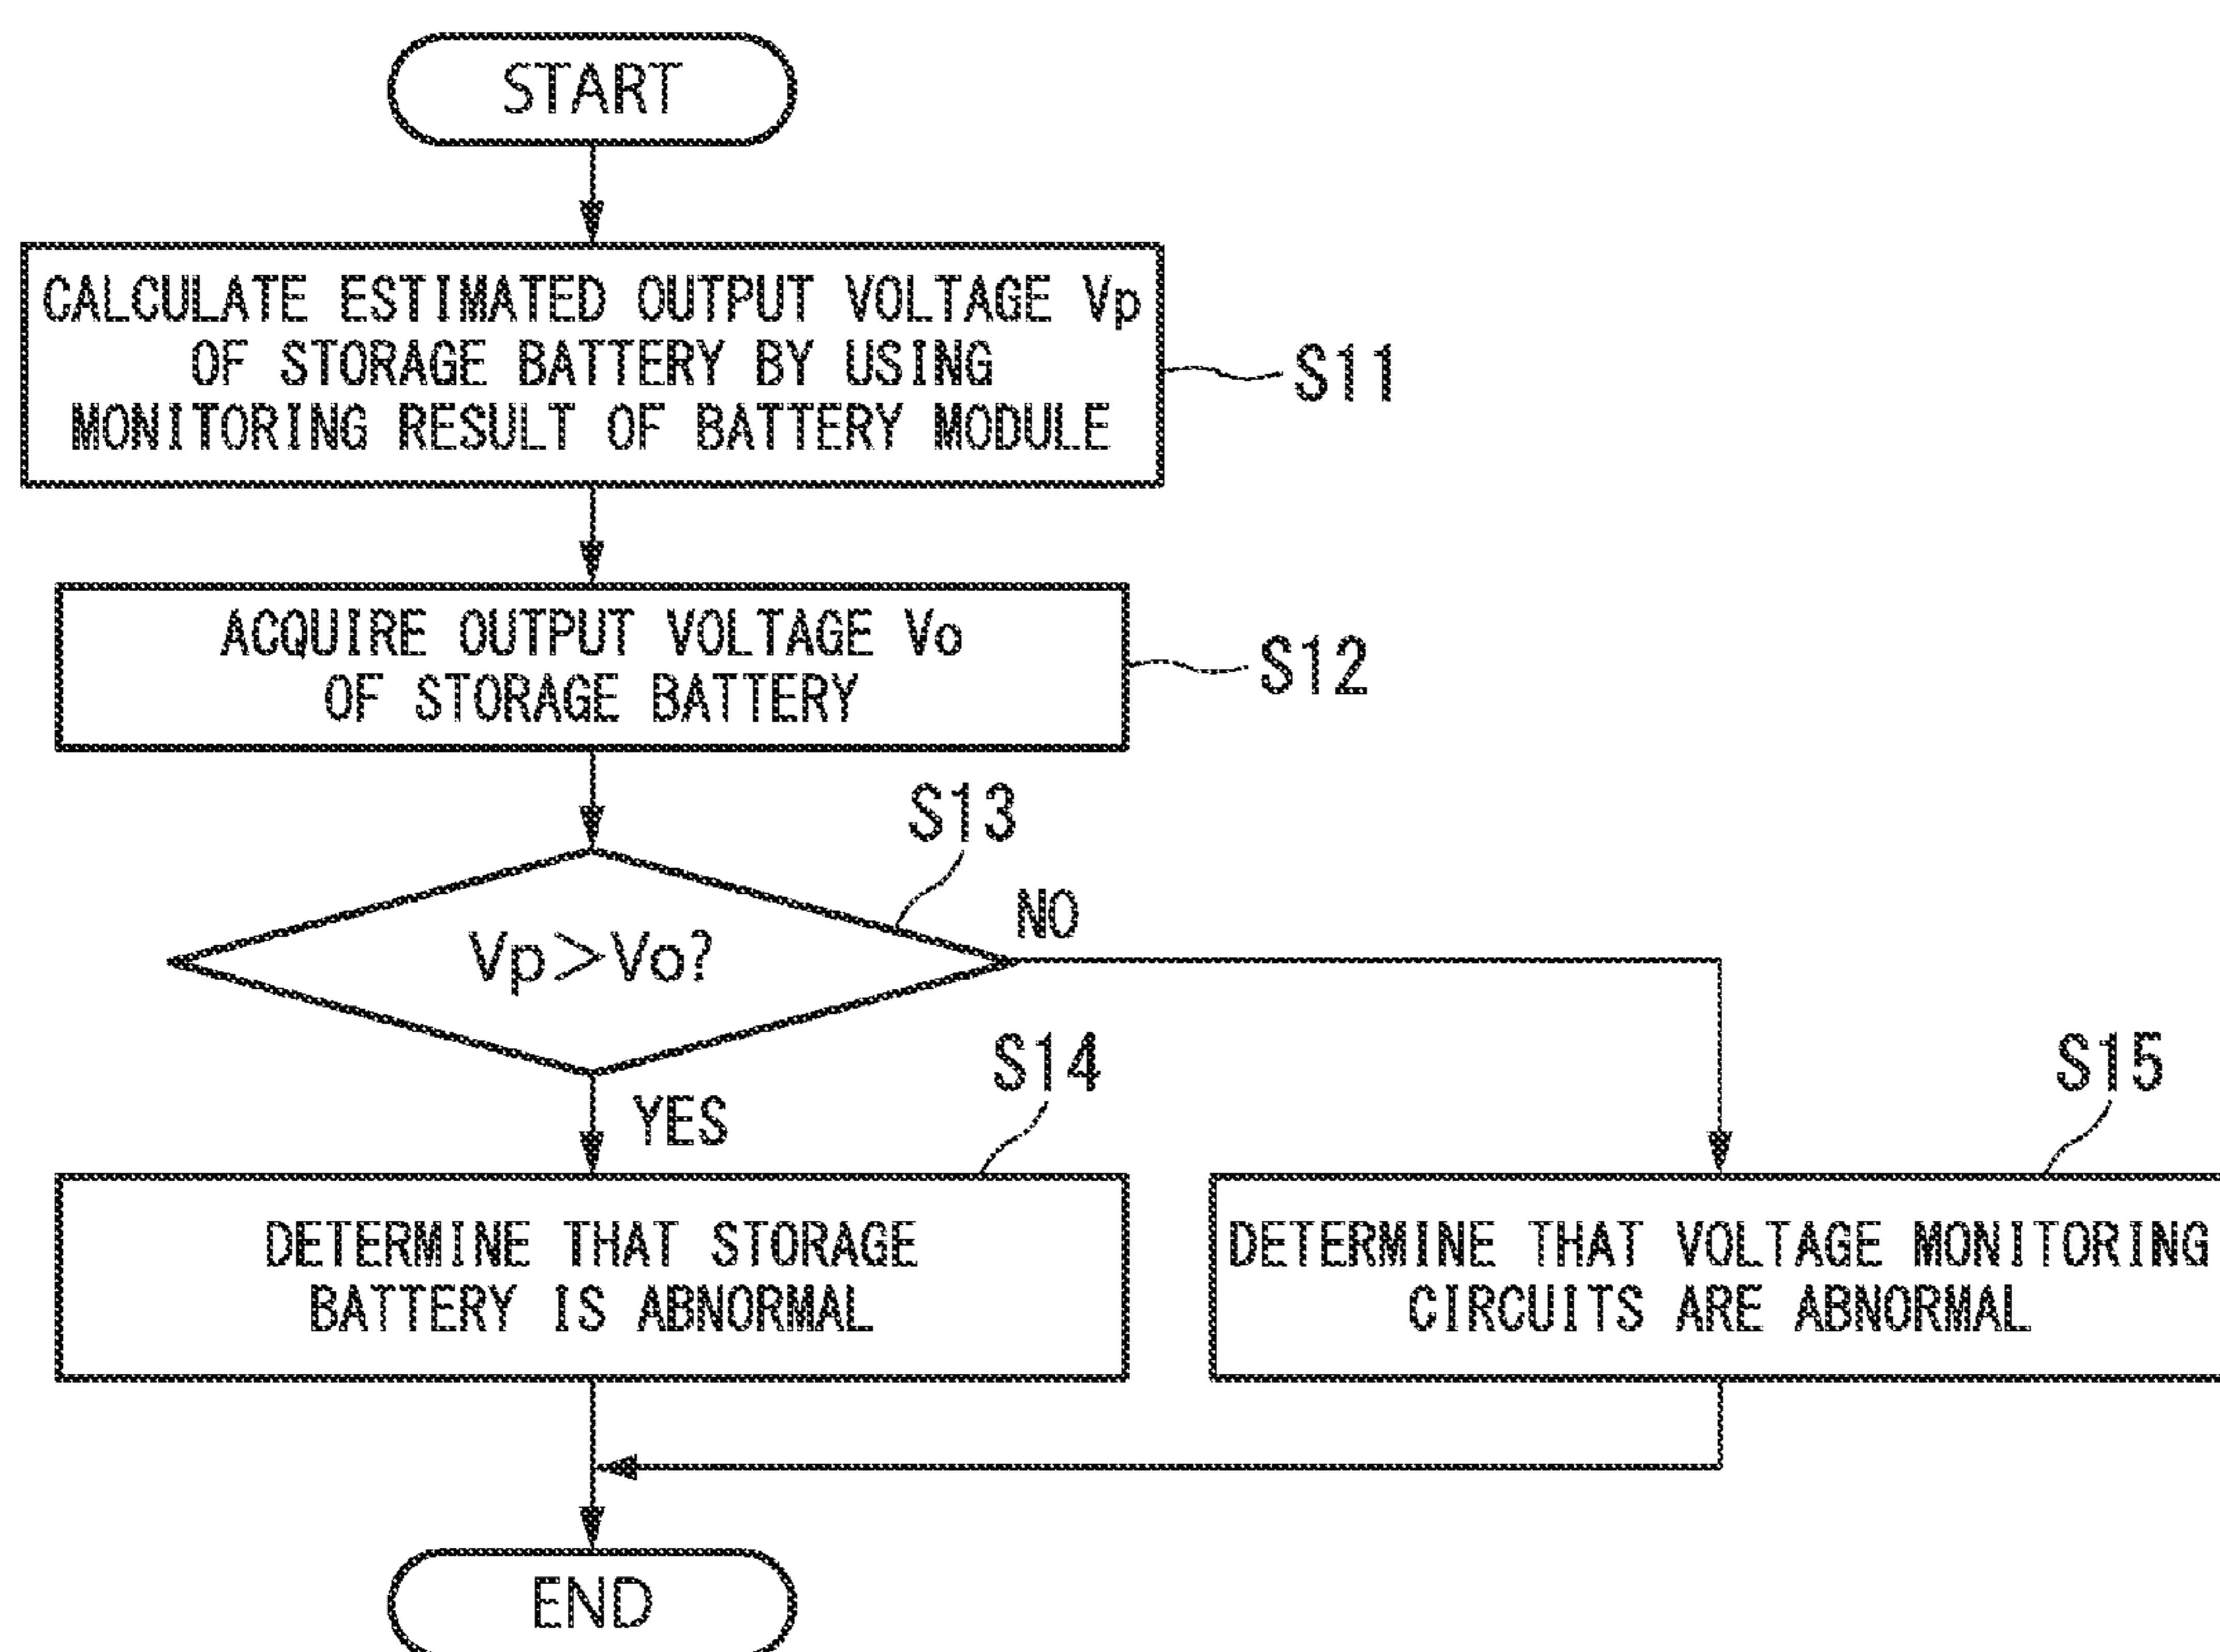 START
CALCULATE ESTIMATED OUTPUT VOLTAGE Vp
OF STORAGE BATTERY BY USING
MONITORING RESULT OF BATTERY MODULE
S11
ACQUIRE OUTPUT VOLTAGE Vo
OF STORAGE BATTERY
S12
S13
Vp>Vo?
NO
YES
S14
DETERMINE THAT STORAGE
BATTERY IS ABNORMAL
S15
DETERMINE THAT VOLTAGE MONITORING
CIRCUITS ARE ABNORMAL
END